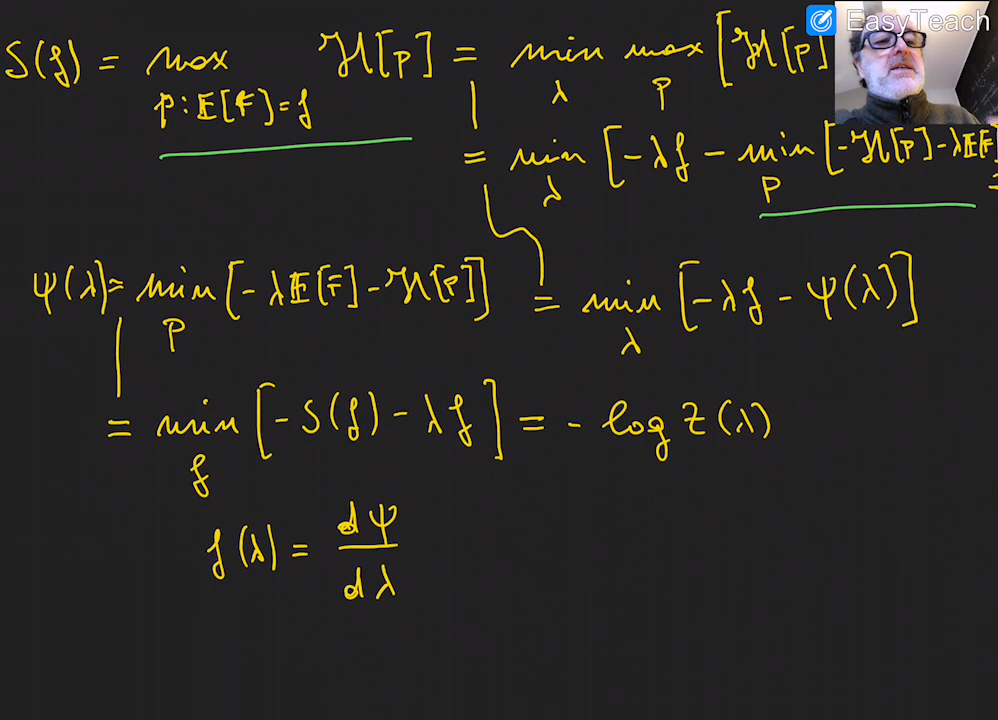 EasyTeach
S(f) = max H[p] = min max [H[p]
p:E[F]=f λ p
= min [-λf - min [-H[p]-λE[F]
λ p
ψ(λ)= min [-λE[F]-H[p]] = min [-λf - ψ(λ)]
p λ
= min [-S(f)-λf] = - log Z(λ)
f
f(λ) = dψ
dλ